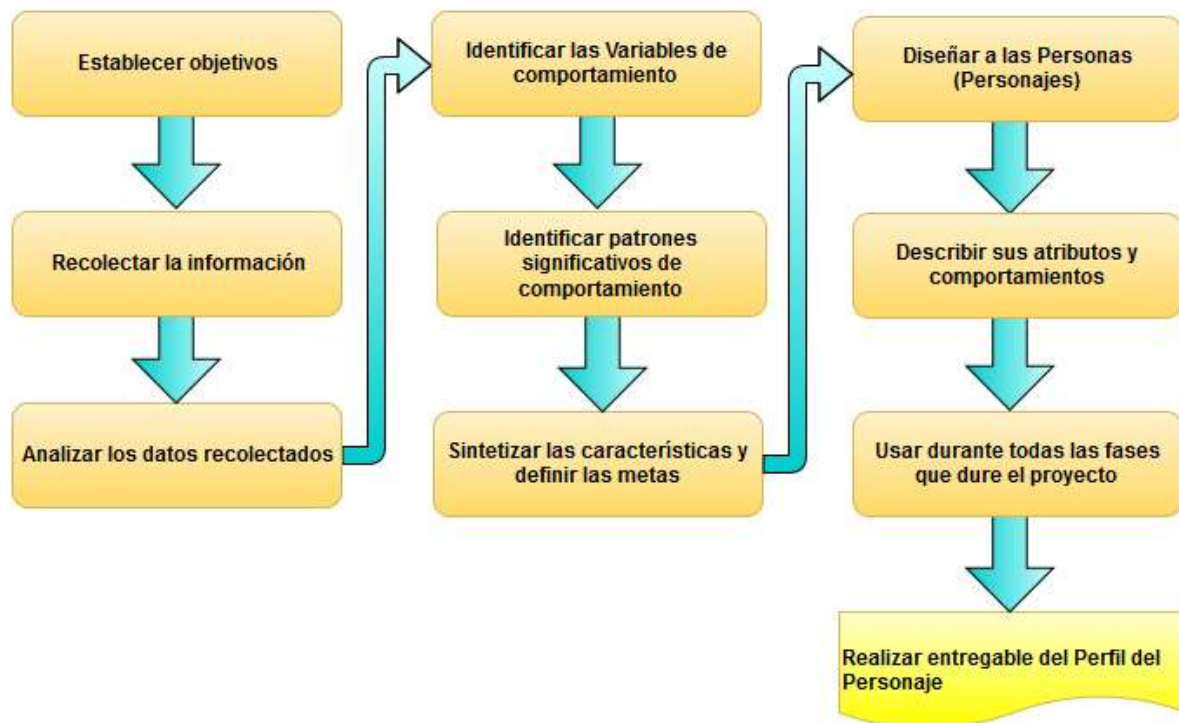 Establecer objetivos
Recolectar la información
Analizar los datos recolectados
Identificar las Variables de
comportamiento
Identificar patrones
significativos de
comportamiento
Sintetizar las características y
definir las metas
Diseñar a las Personas
(Personajes)
Describir sus atributos y
comportamientos
Usar durante todas las fases
que dure el proyecto
Realizar entregable del Perfil del
Personaje